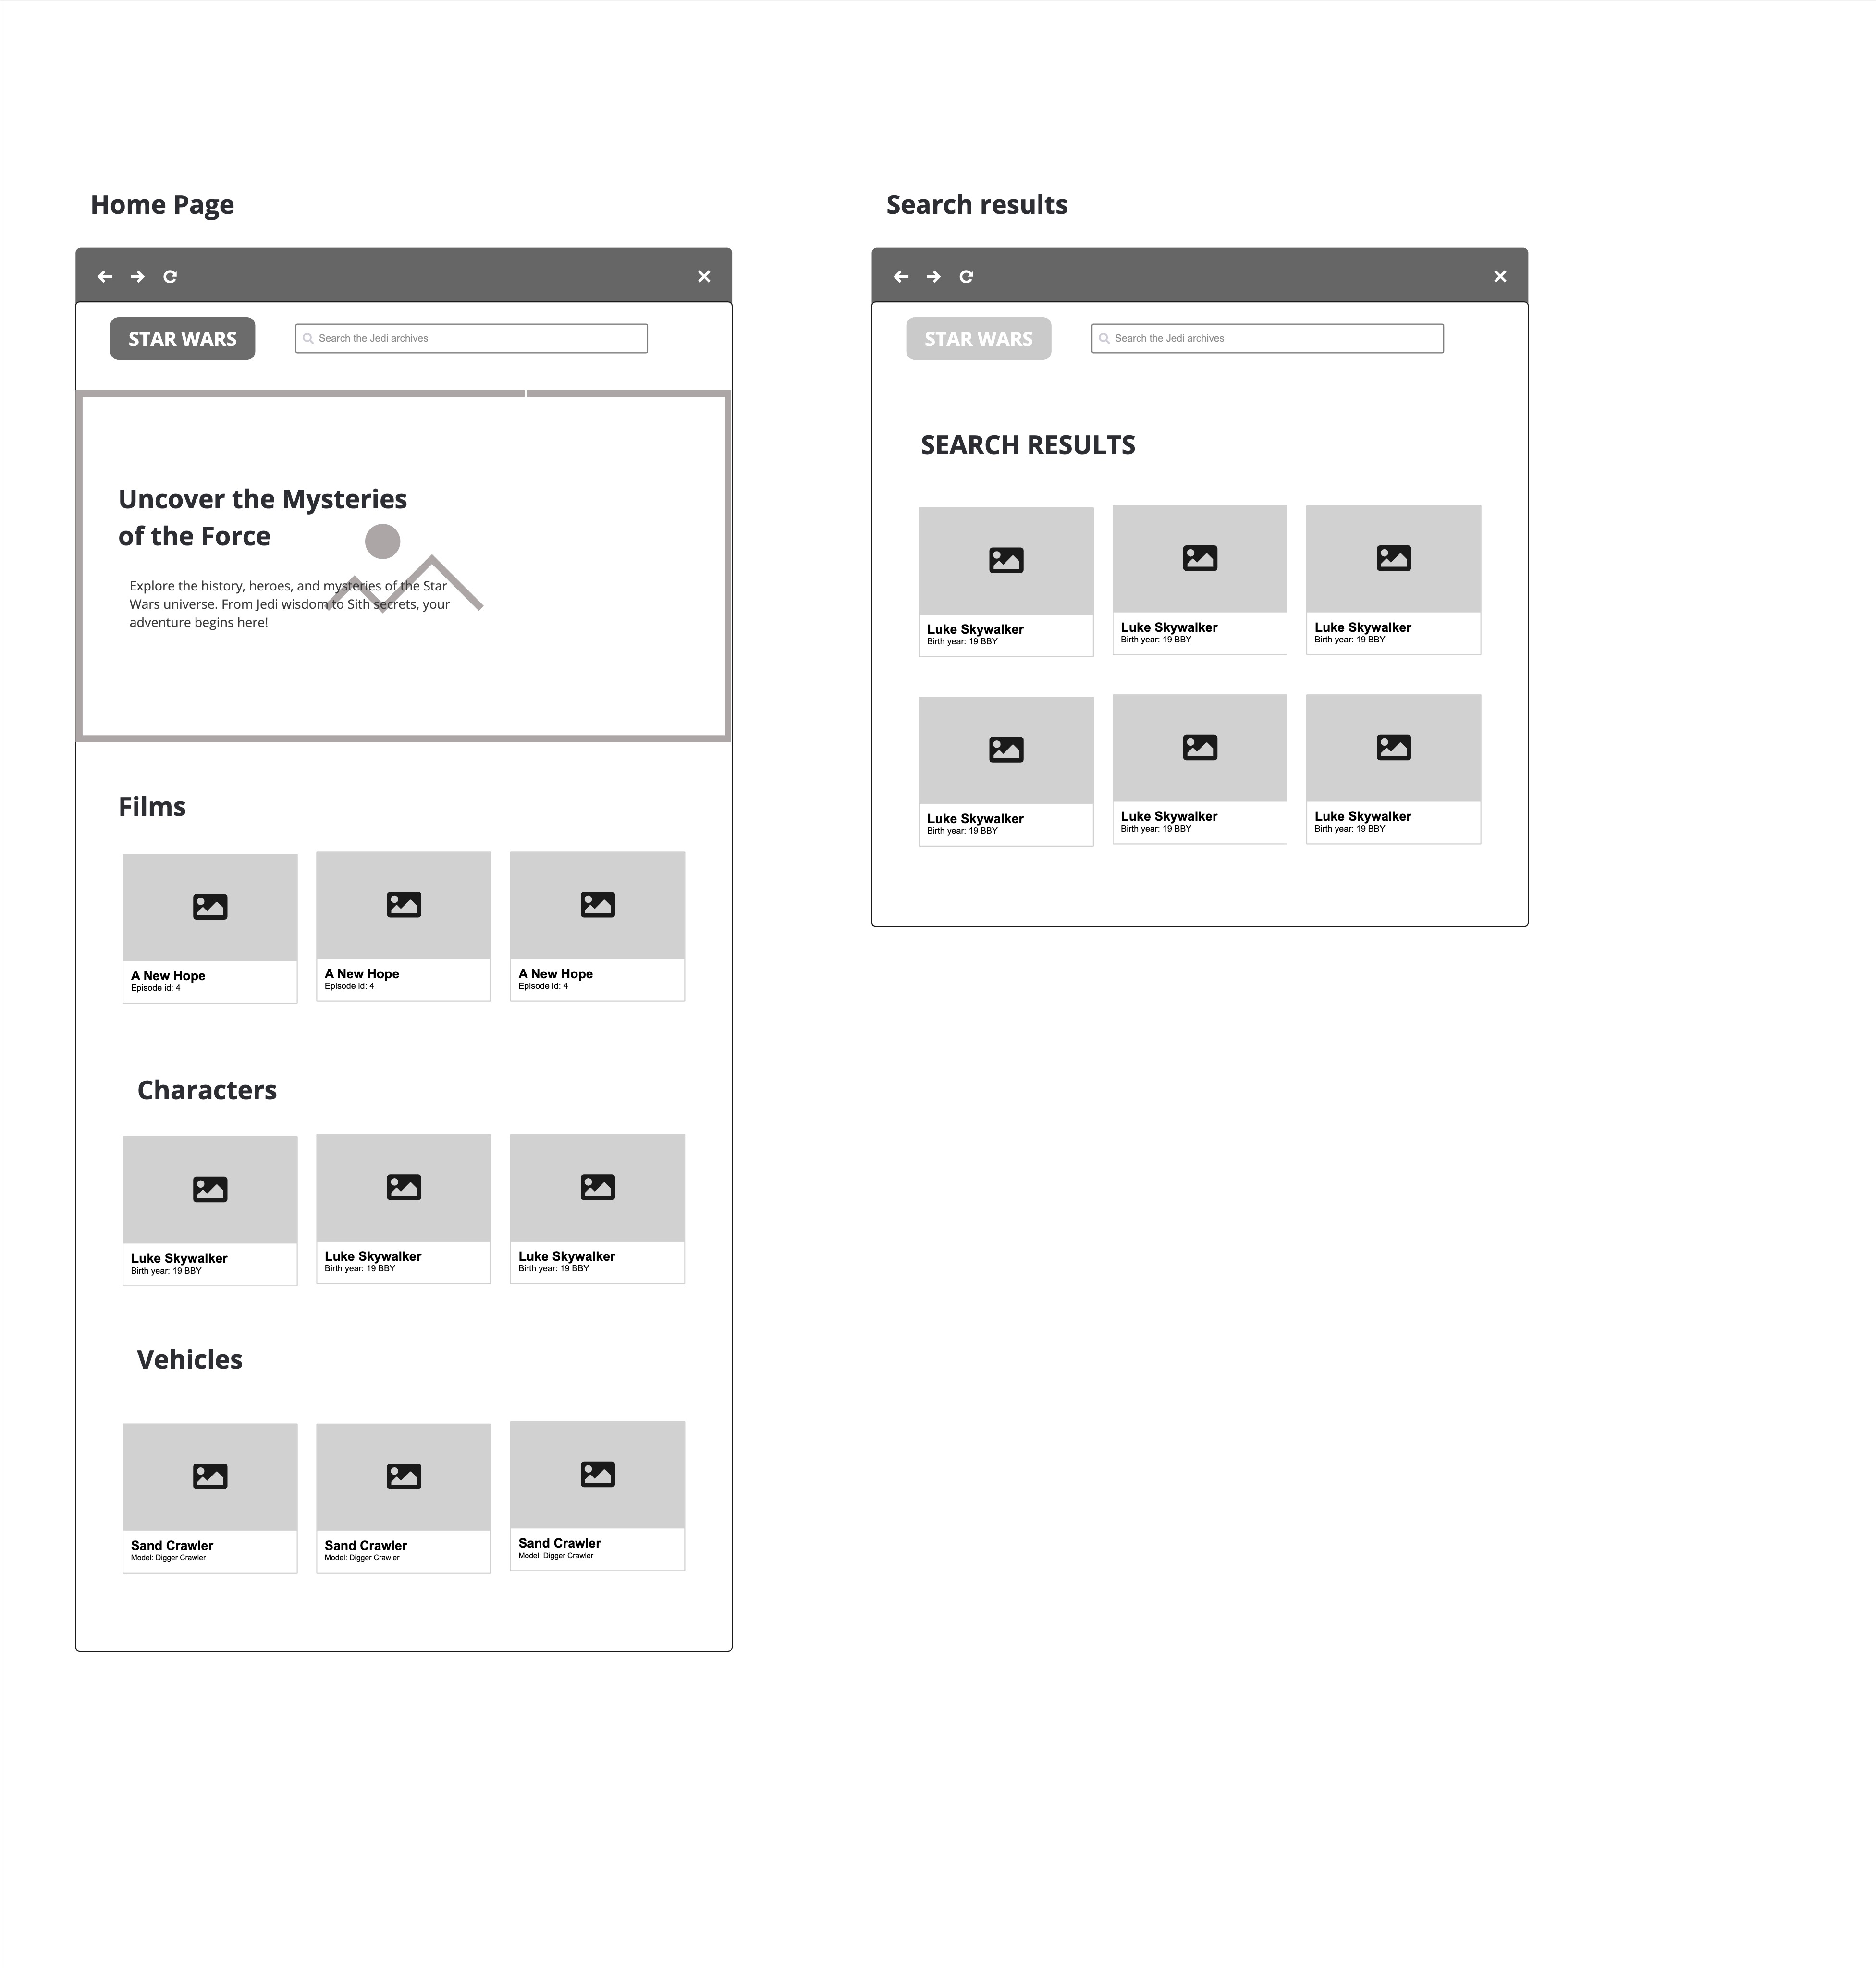 Home Page
STAR WARS
Search the Jedi archives
Uncover the Mysteries
of the Force
Explore the history, heroes, and mysteries of the Star
Wars universe. From Jedi wisdom to Sith secrets, your
adventure begins here!
Films
A New Hope
Episode id: 4
A New Hope
Episode id: 4
A New Hope
Episode id: 4
Characters
Luke Skywalker
Birth year: 19 BBY
Luke Skywalker
Birth year: 19 BBY
Luke Skywalker
Birth year: 19 BBY
Vehicles
Sand Crawler
Model: Digger Crawler
Sand Crawler
Model: Digger Crawler
Sand Crawler
Model: Digger Crawler
Search results
STAR WARS
Search the Jedi archives
SEARCH RESULTS
Luke Skywalker
Birth year: 19 BBY
Luke Skywalker
Birth year: 19 BBY
Luke Skywalker
Birth year: 19 BBY
Luke Skywalker
Birth year: 19 BBY
Luke Skywalker
Birth year: 19 BBY
Luke Skywalker
Birth year: 19 BBY